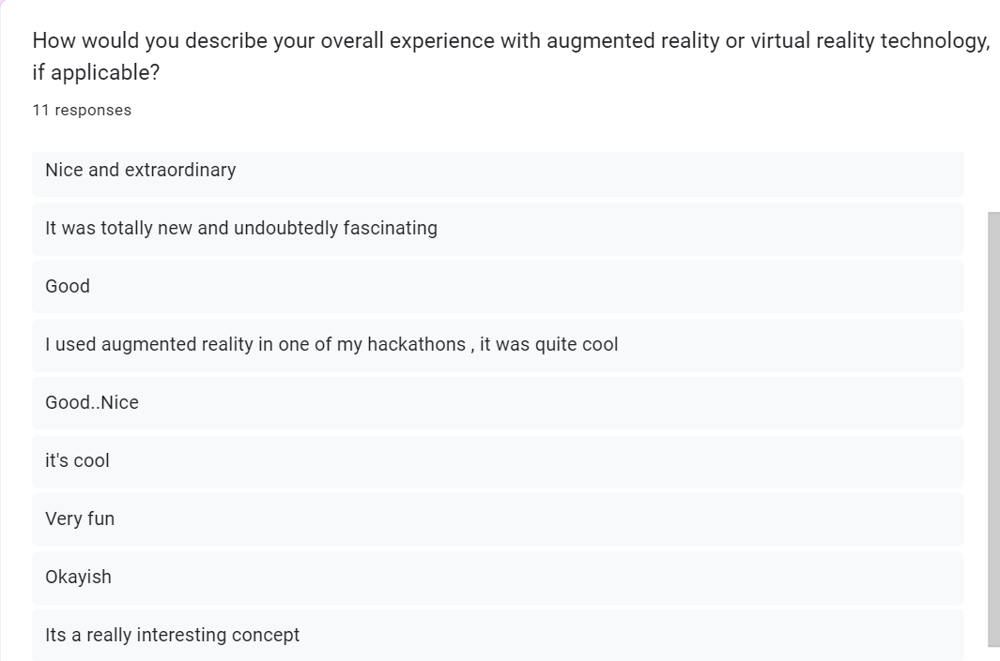 How would you describe your overall experience with augmented reality or virtual reality technology,
if applicable?
11 responses
Nice and extraordinary
It was totally new and undoubtedly fascinating
Good
I used augmented reality in one of my hackathons , it was quite cool
Good..Nice
it's cool
Very fun
Okayish
Its a really interesting concept